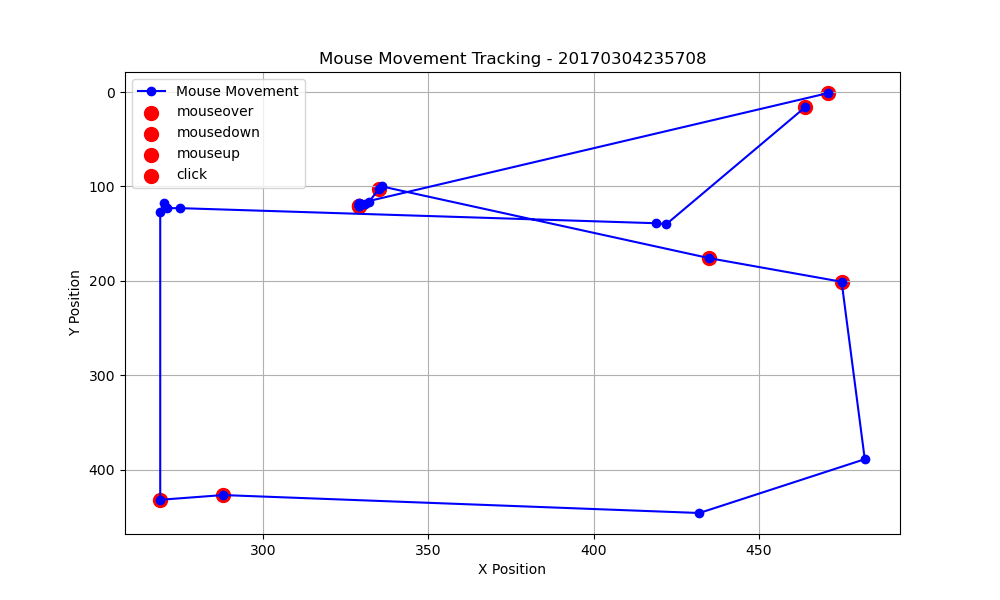 Mouse Movement Tracking - 20170304235708
Mouse Movement
mouseover
mousedown
mouseup
click
0
100
200
300
400
Y Position
300
350
400
450
X Position